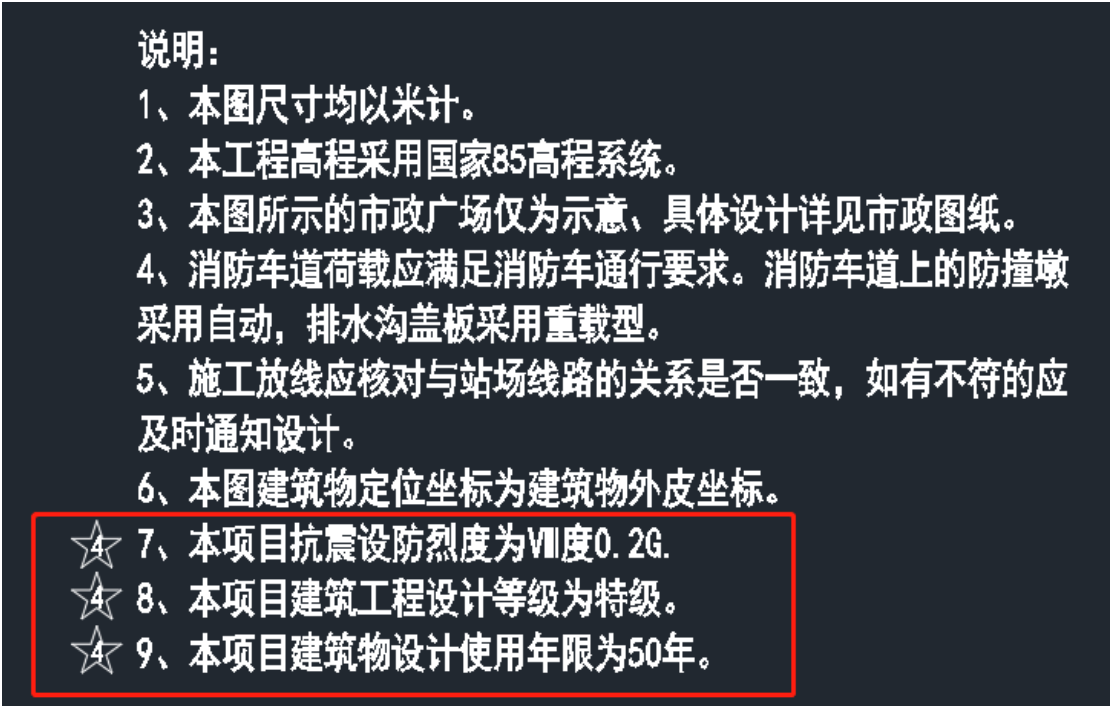 说明：
1、本图尺寸均以米计。
2、本工程高程采用国家85高程系统。
3、本图所示的市政广场仅为示意、具体设计详见市政图纸。
4、消防车道荷载应满足消防车通行要求。消防车道上的防撞墩
采用自动，排水沟盖板采用重载型。
5、施工放线应核对与站场线路的关系是否一致，如有不符的应
及时通知设计。
6、本图建筑物定位坐标为建筑物外皮坐标。
4 7、本项目抗震设防烈度为Ⅷ度0.2G.
4 8、本项目建筑工程设计等级为特级。
4 9、本项目建筑物设计使用年限为50年。